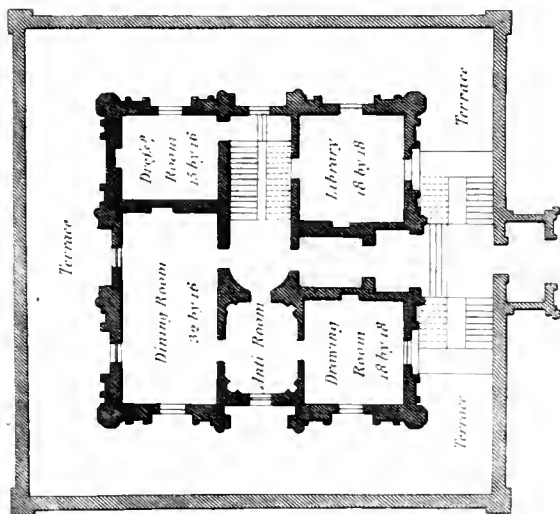 Terrace
Dreſsg
Room
15 by 16
Library
18 by 18
Terrace
Dining Room
32 by 16
Anti Room
Drawing
Room
18 by 18
Terrace